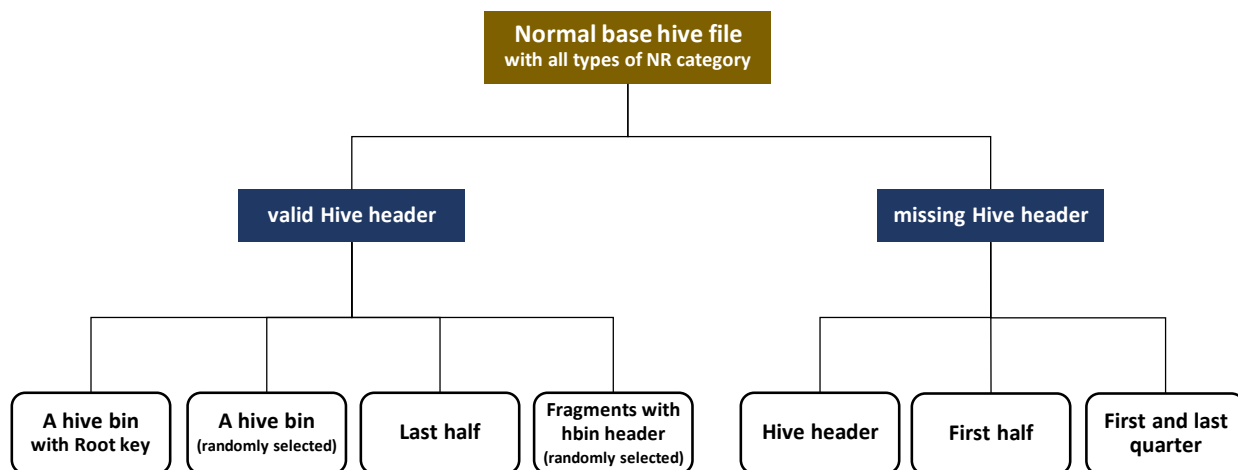 Normal base hive file
with all types of NR category
valid Hive header
missing Hive header
A hive bin
with Root key
A hive bin
(randomly selected)
Last half
Fragments with
hbin header
(randomly selected)
Hive header
First half
First and last
quarter